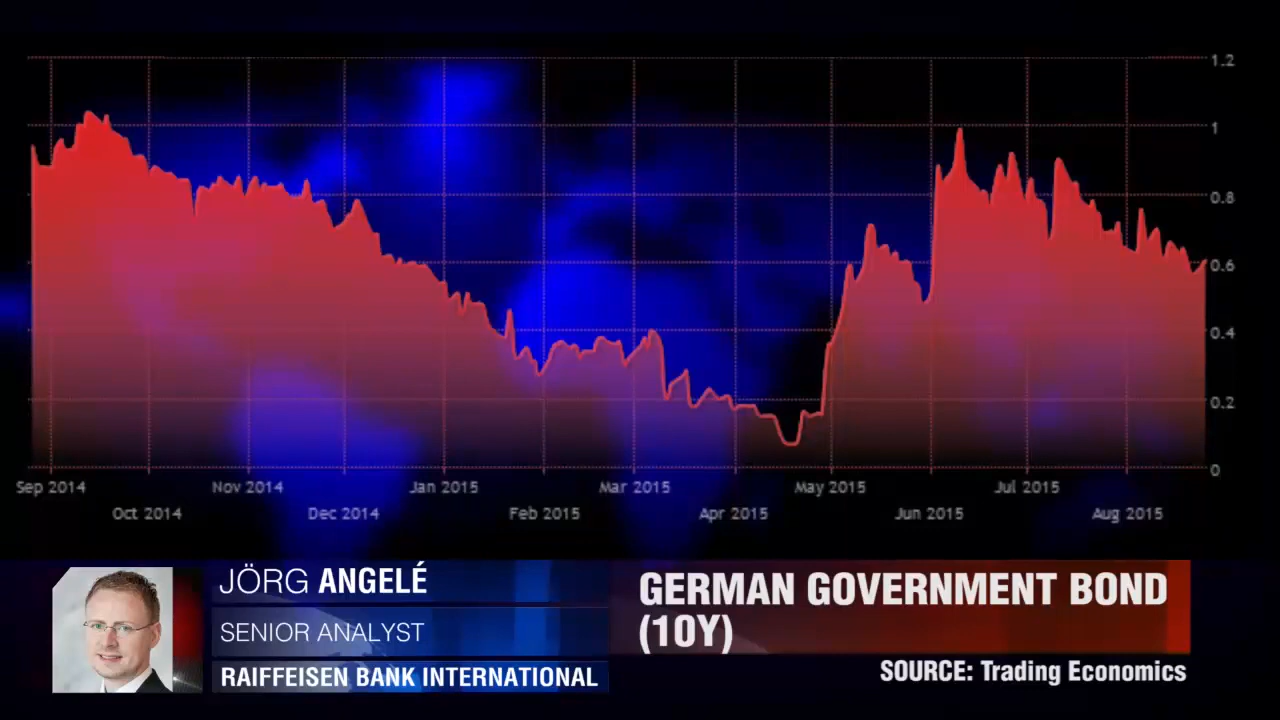 1.2
1
0.8
0.6
0.4
0.2
0
Sep 2014
Oct 2014
Nov 2014
Dec 2014
Jan 2015
Feb 2015
Mar 2015
Apr 2015
May 2015
Jun 2015
Jul 2015
Aug 2015
JÖRG ANGELÉ
SENIOR ANALYST
RAIFFEISEN BANK INTERNATIONAL
GERMAN GOVERNMENT BOND
(10Y)
SOURCE: Trading Economics